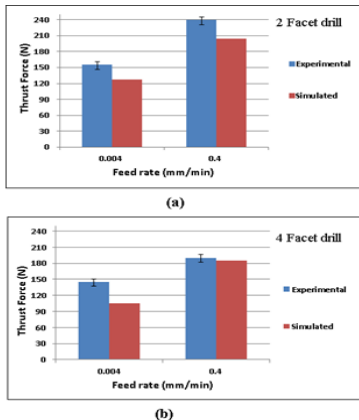 2 Facet drill
Thrust Force (N)
240
210
180
150
120
90
60
30
0
Experimental
Simulated
0.004 0.4
Feed rate (mm/min)
(a)
4 Facet drill
Thrust Force (N)
240
210
180
150
120
90
60
30
0
Experimental
Simulated
0.004 0.4
Feed rate (mm/min)
(b)